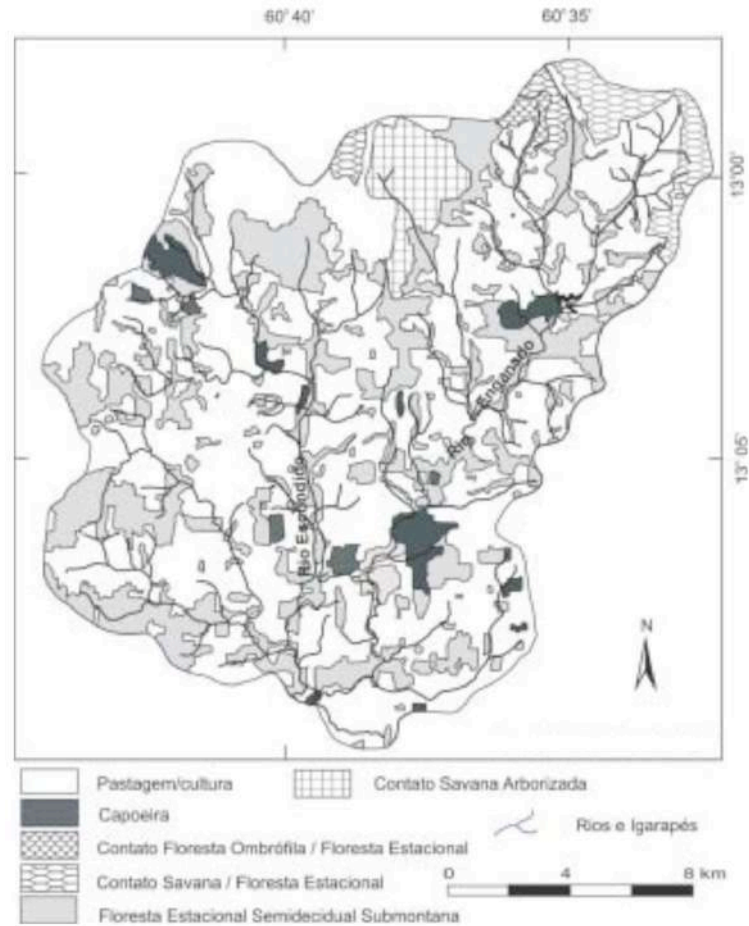 60° 40' 60° 35'
13° 00'
Rio Enganado
Rio Escondido
13° 05'
N
Pastagem/cultura
Contato Savana Arborizada
Capoeira
Rios e Igarapés
Contato Floresta Ombrófila / Floresta Estacional
Contato Savana / Floresta Estacional
0 4 8 km
Floresta Estacional Semidecidual Submontana